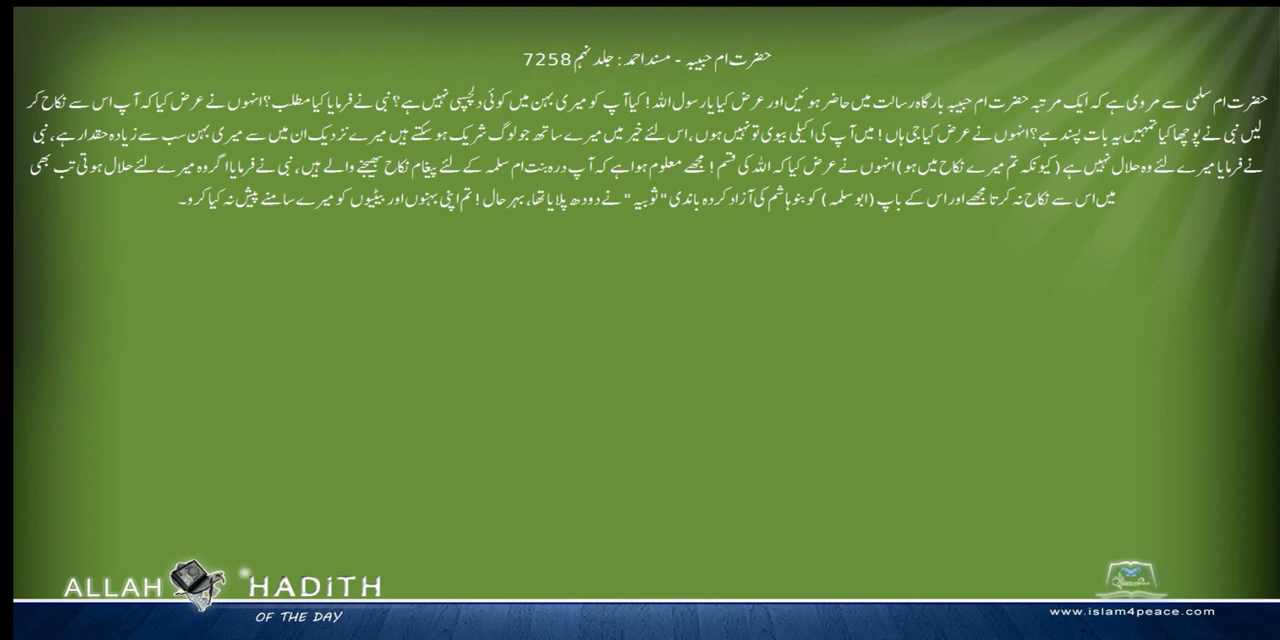 حضرت ام حبیبہ - مسند احمد : جلد نہم 7258
حضرت ام سلمی سے مروی ہے کہ ایک مرتبہ حضرت ام حبیبہ بارگاہ رسالت میں حاضر ہوئیں اور عرض کیا یا رسول اللہ ! کیا آپ کو میری بہن میں کوئی دلچسپی نہیں ہے؟ نبی نے فرمایا کیا مطلب؟ انہوں نے عرض کیا کہ آپ اس سے نکاح کر
لیں نبی نے پوچھا کیا تمہیں یہ بات پسند ہے؟ انہوں نے عرض کیا جی ہاں ! میں آپ کی اکیلی بیوی تو نہیں ہوں ، اس لئے خیر میں میرے ساتھ جو لوگ شریک ہو سکتے ہیں میرے نزدیک ان میں سے میری بہن سب سے زیادہ حقدار ہے، نبی
نے فرمایا میرے لئے وہ حلال نہیں ہے ( کیونکہ تم میرے نکاح میں ہو ) انہوں نے عرض کیا کہ اللہ کی قسم ! مجھے معلوم ہوا ہے کہ آپ درہ بنت ام سلمہ کے لئے پیغام نکاح بھیجنے والے ہیں ، نبی نے فرمایا اگر وہ میرے لئے حلال ہوتی تب بھی
میں اس سے نکاح نہ کرتا مجھے اور اس کے باپ (ابو سلمہ ) کو بنو ہاشم کی آزاد کردہ باندی " ثوبیہ " نے دودھ پلایا تھا، بہر حال ! تم اپنی بہنوں اور بیٹیوں کو میرے سامنے پیش نہ کیا کرو۔
ALLAH HADITH
OF THE DAY
www.islam4peace.com